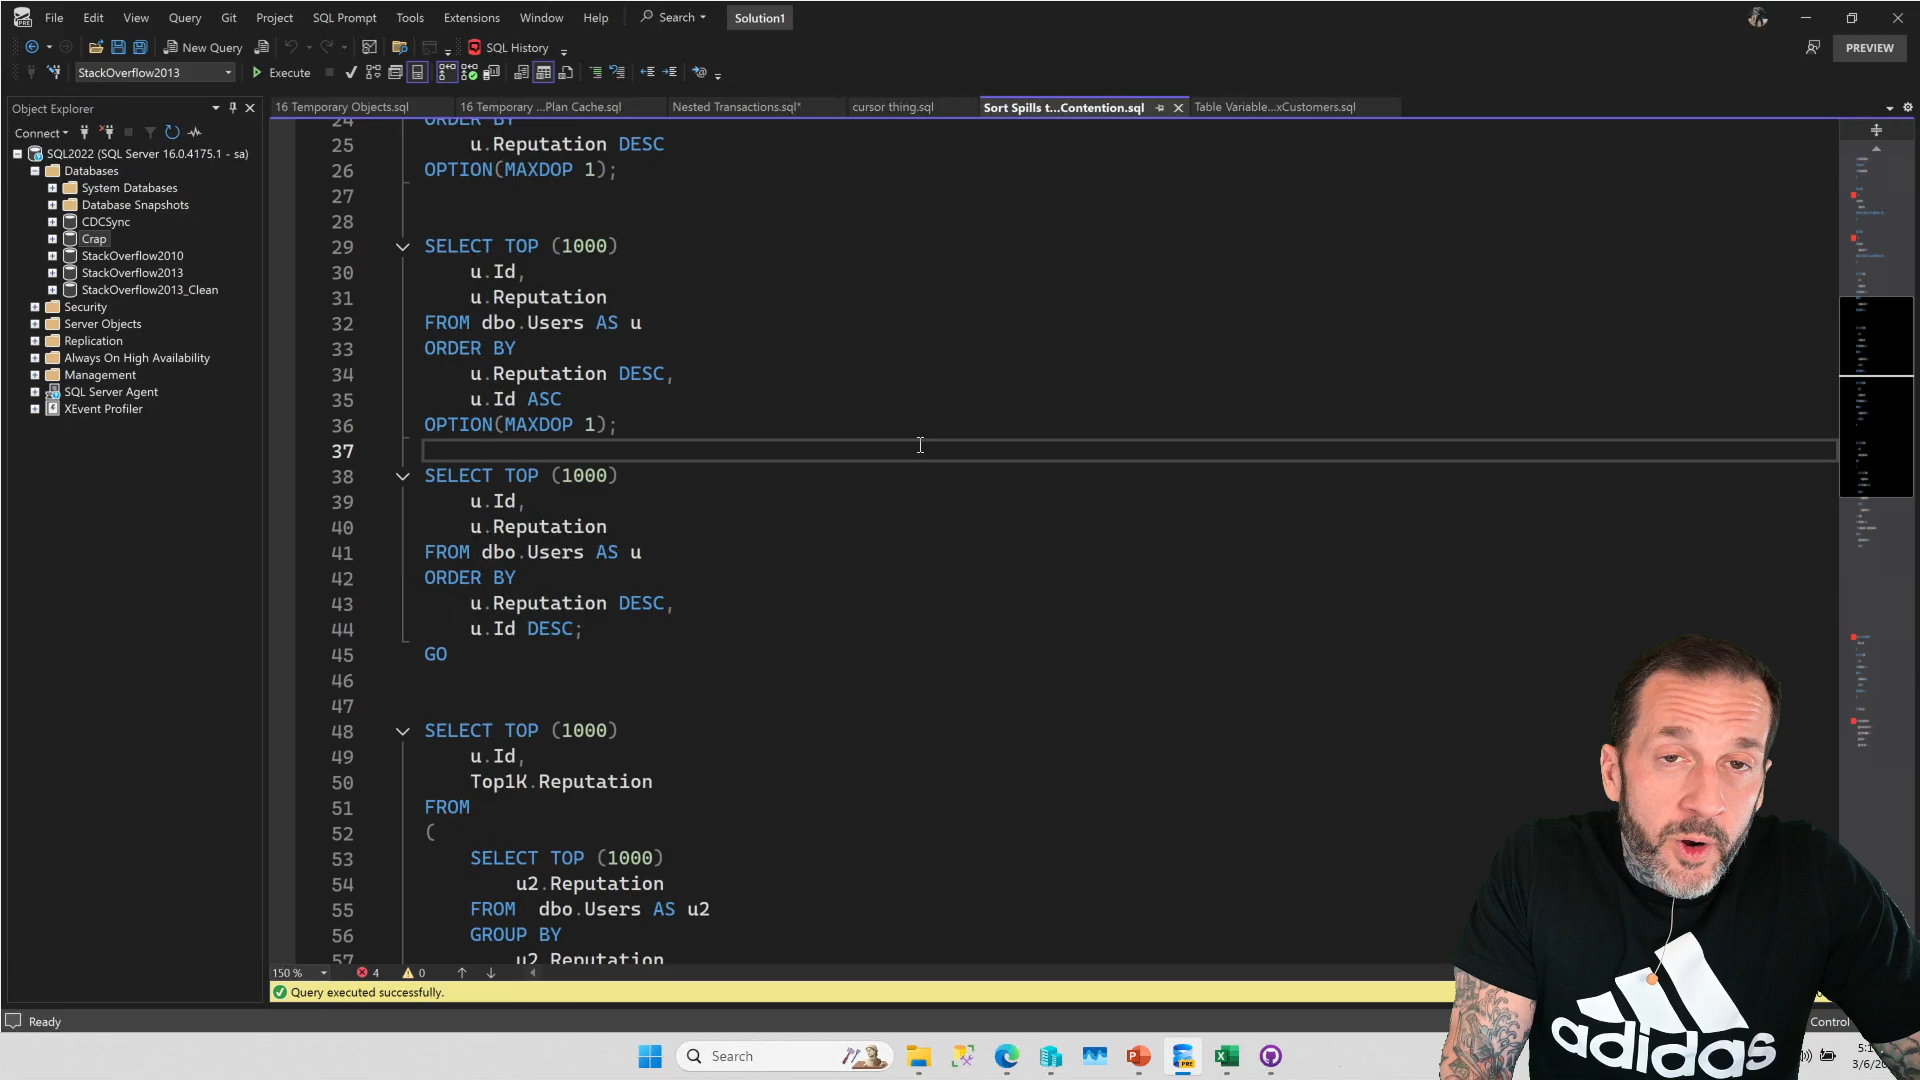 File Edit View Query Git Project SQL Prompt Tools Extensions Window Help Search Solution1
New Query SQL History PREVIEW
StackOverflow2013 Execute
Object Explorer
16 Temporary Objects.sql 16 Temporary ...Plan Cache.sql Nested Transactions.sql* cursor thing.sql Sort Spills t...Contention.sql Table Variable...xCustomers.sql
Connect
SQL2022 (SQL Server 16.0.4175.1 - sa)
Databases
System Databases
Database Snapshots
CDCSync
Crap
StackOverflow2010
StackOverflow2013
StackOverflow2013_Clean
Security
Server Objects
Replication
Always On High Availability
Management
SQL Server Agent
XEvent Profiler
24 ORDER BY
25 u.Reputation DESC
26 OPTION(MAXDOP 1);
27
28
29 SELECT TOP (1000)
30 u.Id,
31 u.Reputation
32 FROM dbo.Users AS u
33 ORDER BY
34 u.Reputation DESC,
35 u.Id ASC
36 OPTION(MAXDOP 1);
37
38 SELECT TOP (1000)
39 u.Id,
40 u.Reputation
41 FROM dbo.Users AS u
42 ORDER BY
43 u.Reputation DESC,
44 u.Id DESC;
45 GO
46
47
48 SELECT TOP (1000)
49 u.Id,
50 Top1K.Reputation
51 FROM
52 (
53 SELECT TOP (1000)
54 u2.Reputation
55 FROM dbo.Users AS u2
56 GROUP BY
57 u2.Reputation
150 % 4 0
Query executed successfully.
Ready
Control
Search
PRE
adidas